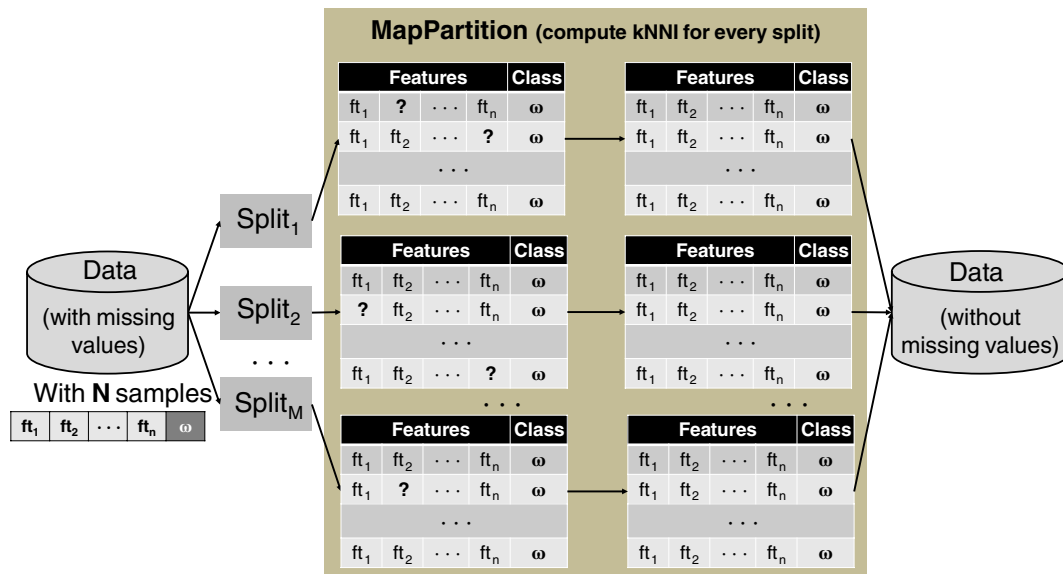 MapPartition (compute kNNI for every split)
Features Class
ft1 ? · · · ftn ω
ft1 ft2 · · · ? ω
· · ·
ft1 ft2 · · · ftn ω
Features Class
ft1 ft2 · · · ftn ω
ft1 ft2 · · · ftn ω
· · ·
ft1 ft2 · · · ftn ω
Split1
Features Class
ft1 ft2 · · · ftn ω
? ft2 · · · ftn ω
· · ·
ft1 ft2 · · · ? ω
Features Class
ft1 ft2 · · · ftn ω
ft1 ft2 · · · ftn ω
· · ·
ft1 ft2 · · · ftn ω
Data
(with missing
values)
Split2
· · ·
Data
(without
missing values)
With N samples
ft1 ft2 · · · ftn ω
SplitM
· · ·
Features Class
ft1 ft2 · · · ftn ω
ft1 ? · · · ftn ω
· · ·
ft1 ft2 · · · ftn ω
Features Class
ft1 ft2 · · · ftn ω
ft1 ft2 · · · ftn ω
· · ·
ft1 ft2 · · · ftn ω